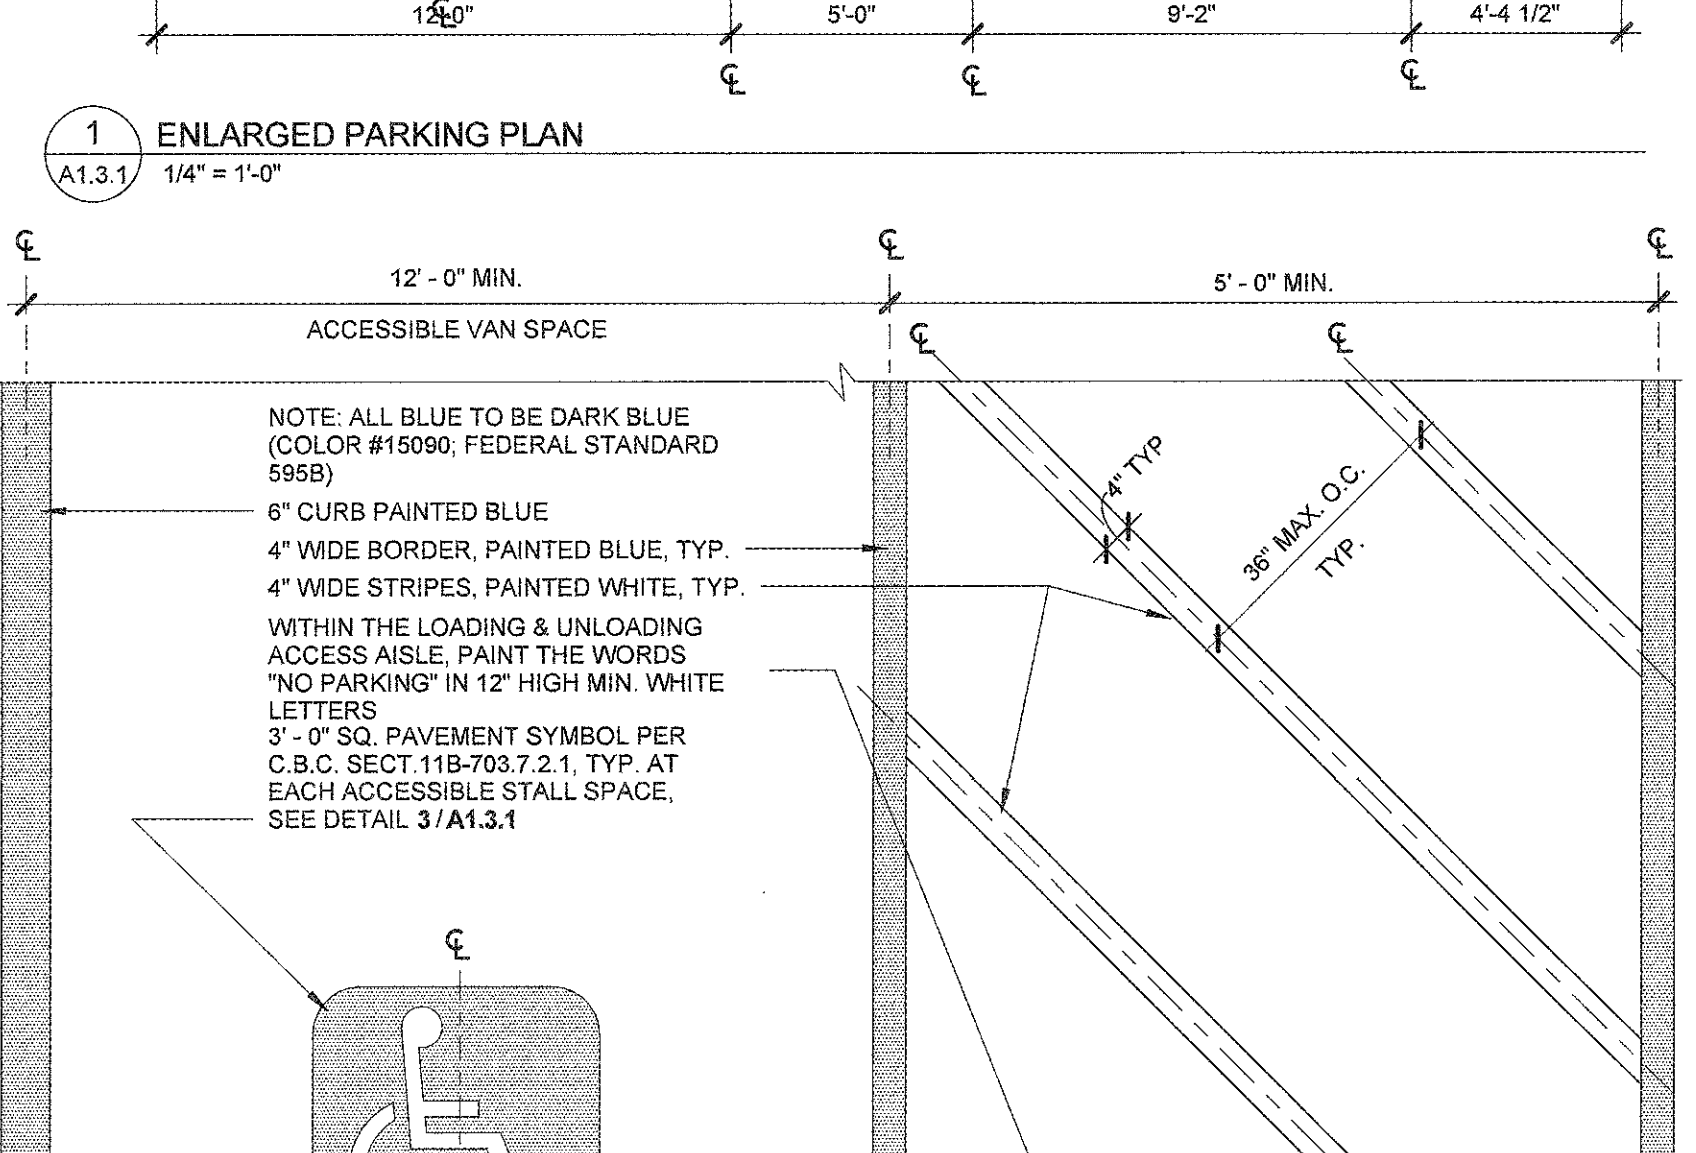 12'-0" 5'-0" 9'-2" 4'-4 1/2"
℄
℄ ℄ ℄
1 ENLARGED PARKING PLAN
A1.3.1 1/4" = 1'-0"
℄ ℄ ℄
12' - 0" MIN. 5' - 0" MIN.
ACCESSIBLE VAN SPACE
℄ ℄
NOTE: ALL BLUE TO BE DARK BLUE
(COLOR #15090; FEDERAL STANDARD
595B)
6" CURB PAINTED BLUE
4" WIDE BORDER, PAINTED BLUE, TYP.
4" WIDE STRIPES, PAINTED WHITE, TYP.
WITHIN THE LOADING & UNLOADING
ACCESS AISLE, PAINT THE WORDS
"NO PARKING" IN 12" HIGH MIN. WHITE
LETTERS
3' - 0" SQ. PAVEMENT SYMBOL PER
C.B.C. SECT.11B-703.7.2.1, TYP. AT
EACH ACCESSIBLE STALL SPACE,
SEE DETAIL 3 / A1.3.1
4" TYP
36" MAX. O.C.
TYP.
℄